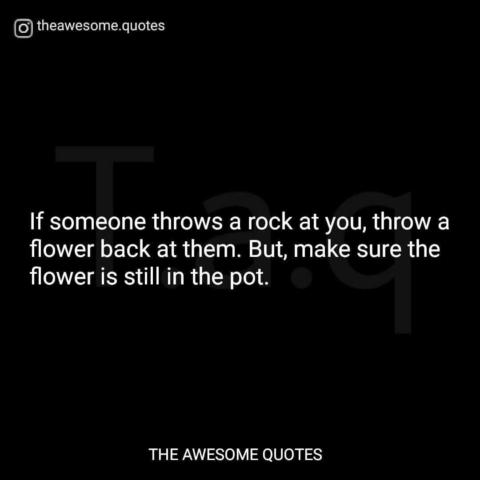 theawesome.quotes
If someone throws a rock at you, throw a
flower back at them. But, make sure the
flower is still in the pot.
T.a.q
THE AWESOME QUOTES